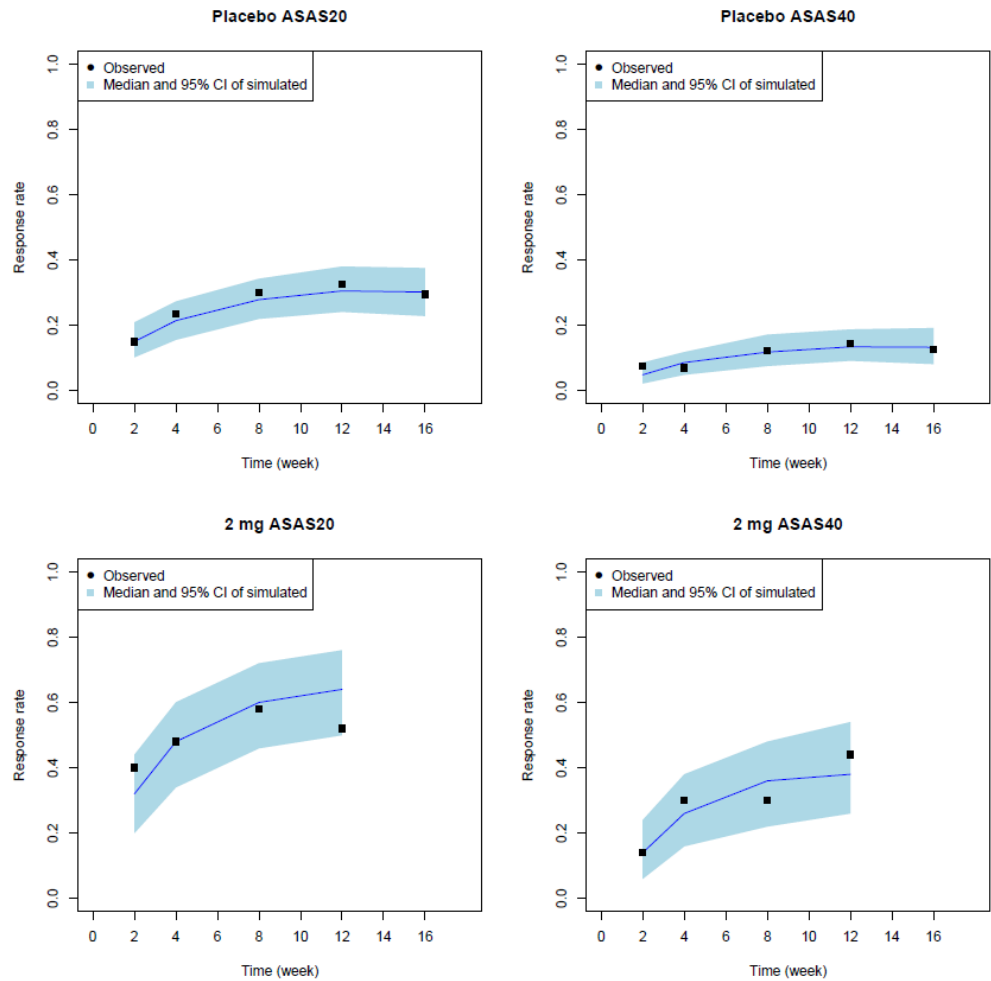 Placebo ASAS20
Observed
Median and 95% CI of simulated
Response rate
1.0
0.8
0.6
0.4
0.2
0.0
0 2 4 6 8 10 12 14 16
Time (week)
Placebo ASAS40
Observed
Median and 95% CI of simulated
Response rate
1.0
0.8
0.6
0.4
0.2
0.0
0 2 4 6 8 10 12 14 16
Time (week)
2 mg ASAS20
Observed
Median and 95% CI of simulated
Response rate
1.0
0.8
0.6
0.4
0.2
0.0
0 2 4 6 8 10 12 14 16
Time (week)
2 mg ASAS40
Observed
Median and 95% CI of simulated
Response rate
1.0
0.8
0.6
0.4
0.2
0.0
0 2 4 6 8 10 12 14 16
Time (week)